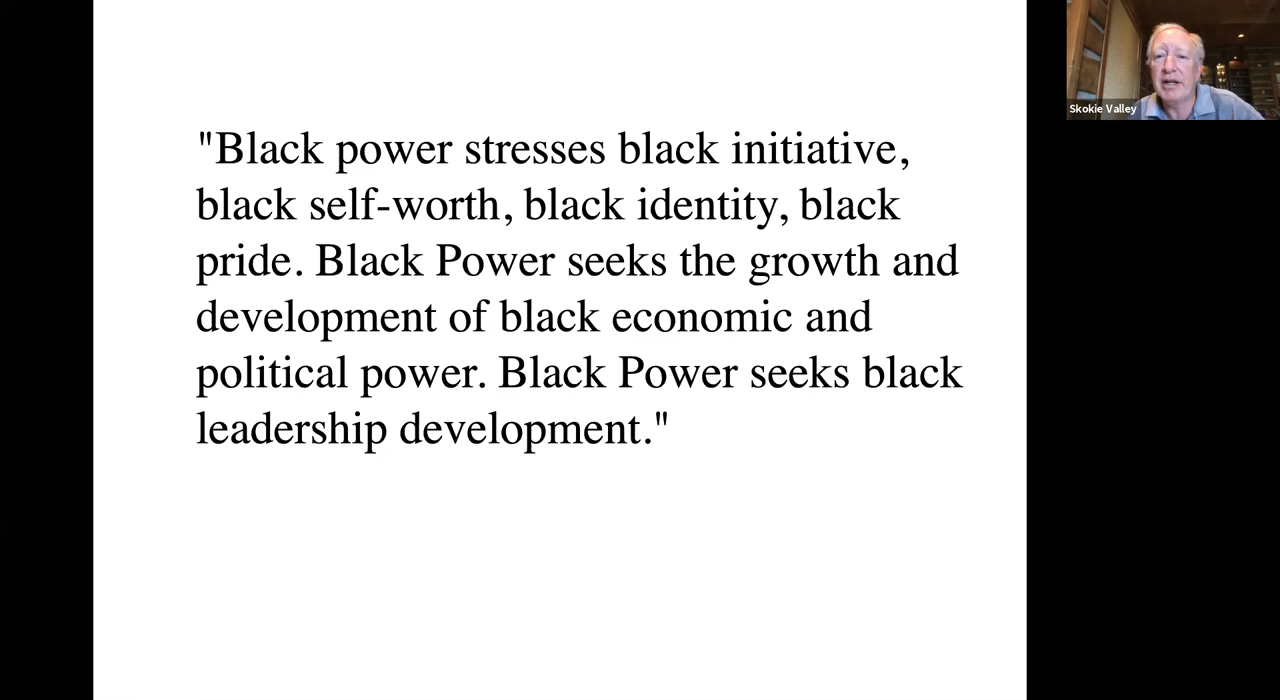 "Black power stresses black initiative,
black self-worth, black identity, black
pride. Black Power seeks the growth and
development of black economic and
political power. Black Power seeks black
leadership development."
Skokie Valley